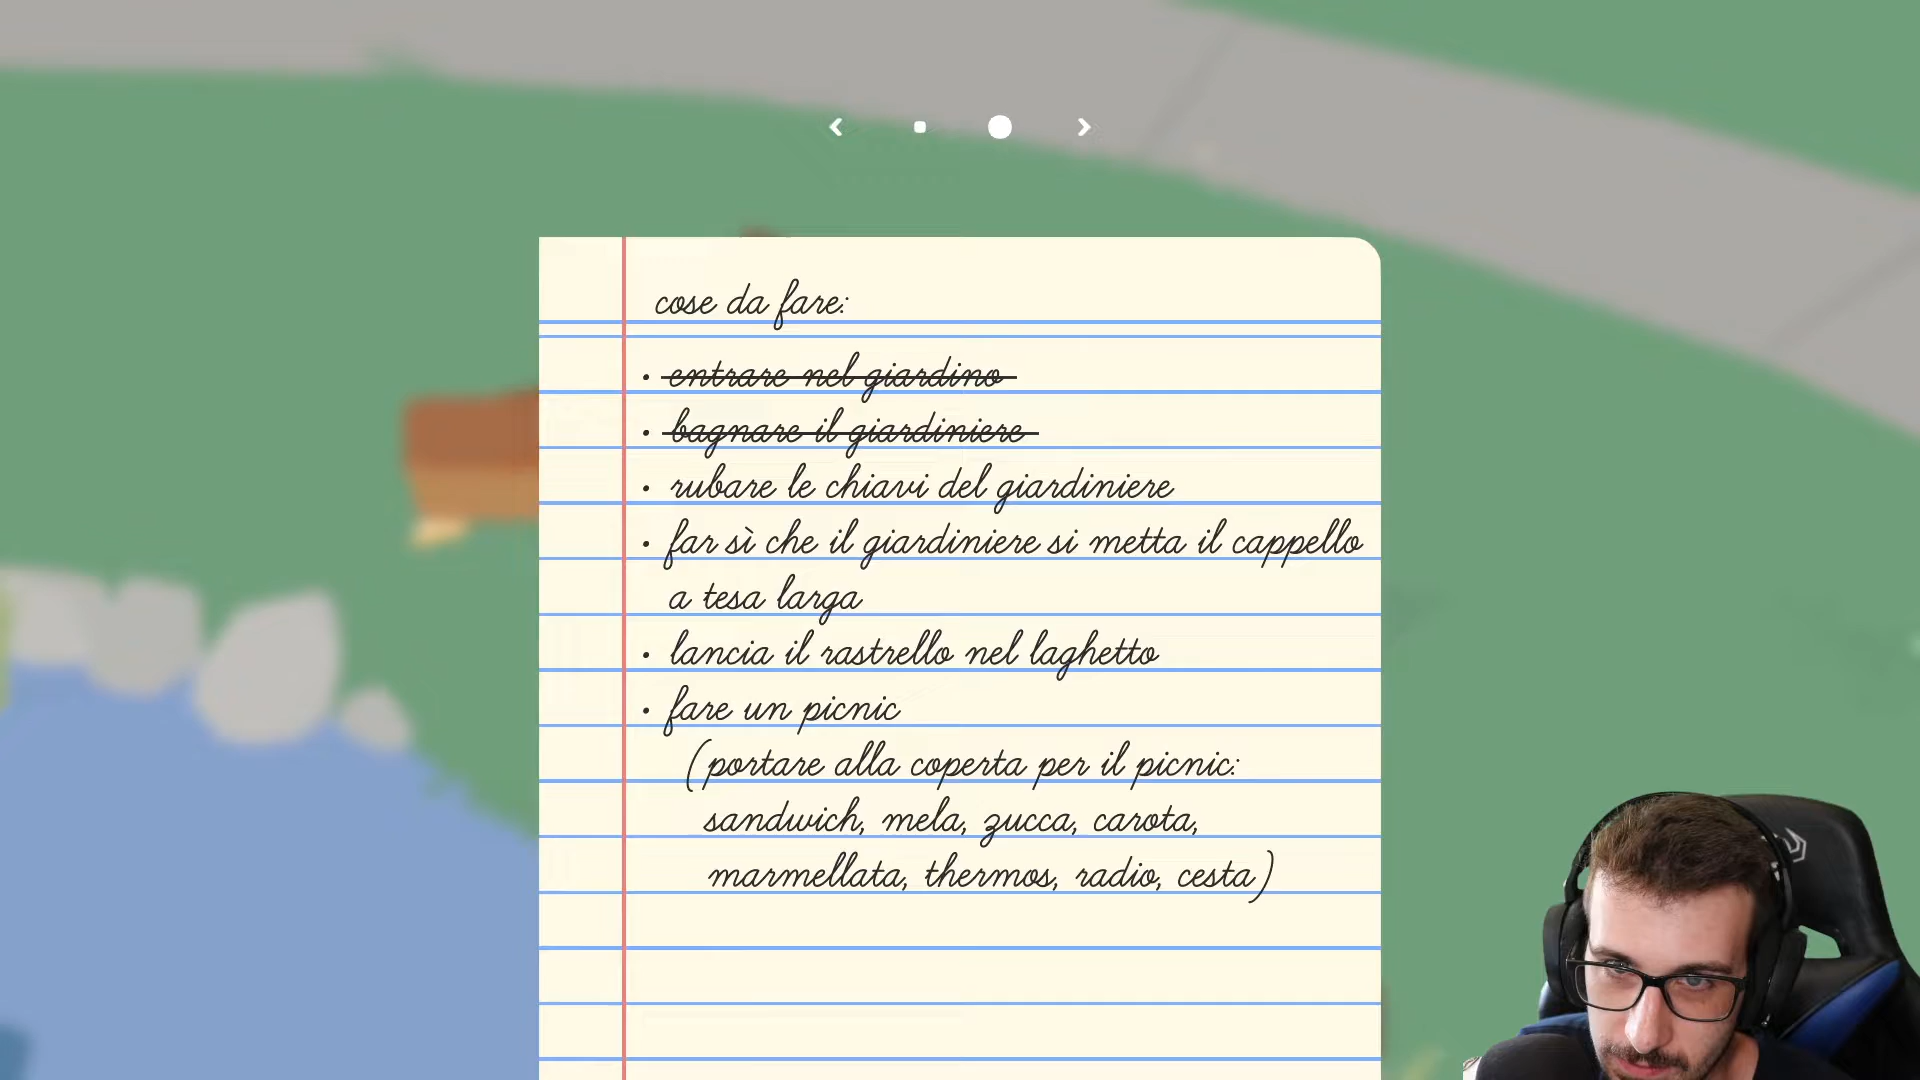 cose da fare:
• entrare nel giardino
• bagnare il giardiniere
• rubare le chiavi del giardiniere
• far sì che il giardiniere si metta il cappello
a tesa larga
• lancia il rastrello nel laghetto
• fare un picnic
(portare alla coperta per il picnic:
sandwich, mela, zucca, carota,
marmellata, thermos, radio, cesta)